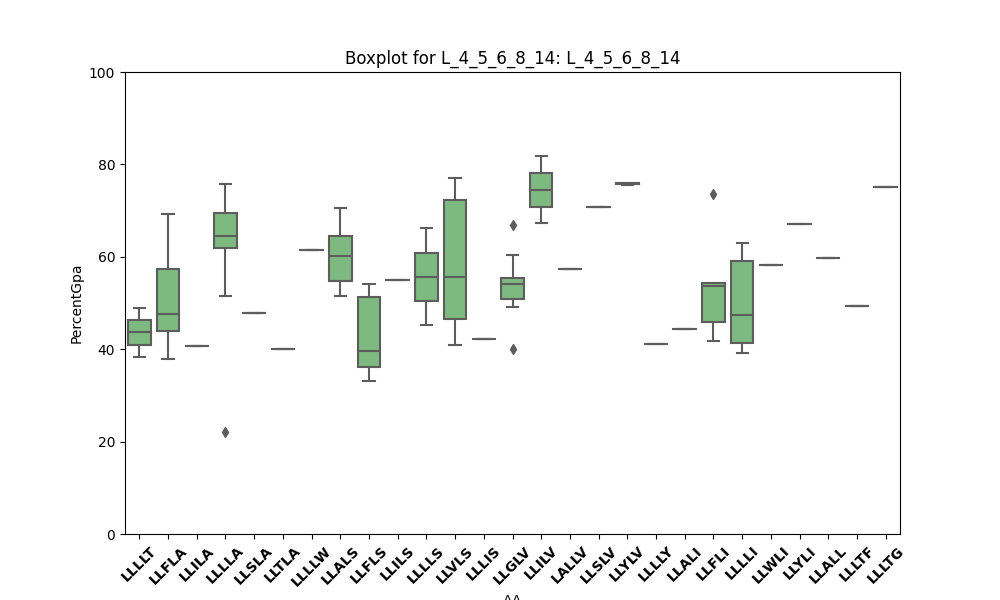 Boxplot for L_4_5_6_8_14: L_4_5_6_8_14
100
80
60
40
20
0
PercentGpa
LLLLT
LLFLA
LLILA
LLLLA
LLSLA
LLTLA
LLLLW
LLALS
LLFLS
LLILS
LLLLS
LLVLS
LLLIS
LLGLV
LLILV
LALLV
LLSLV
LLYLV
LLLLY
LLALI
LLFLI
LLLLI
LLWLI
LLYLI
LLALL
LLLTF
LLLTG
AA